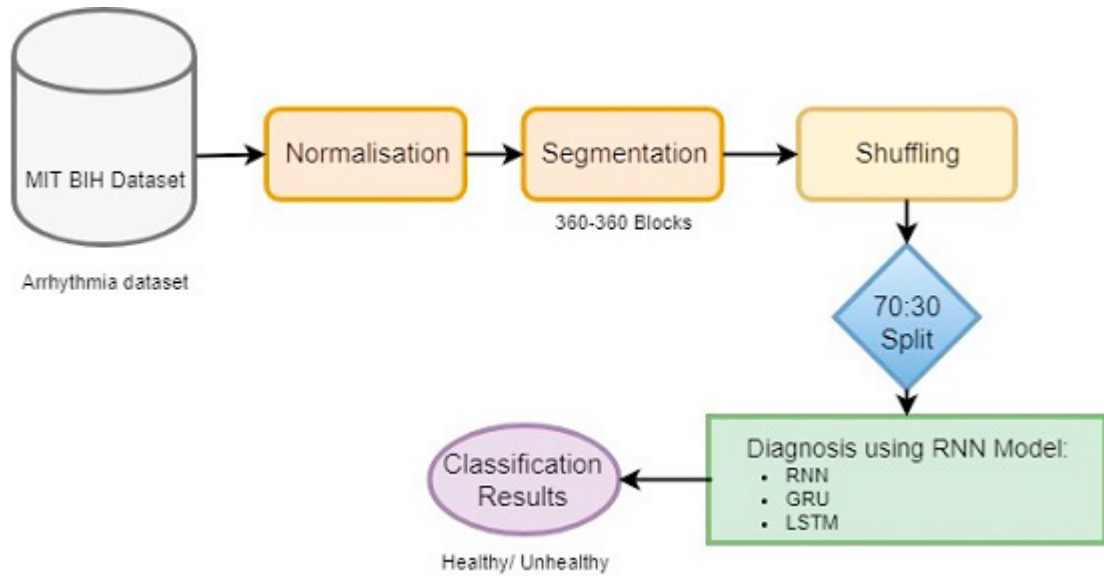 MIT BIH Dataset
Arrhythmia dataset
Normalisation
Segmentation
360-360 Blocks
Shuffling
70:30
Split
Diagnosis using RNN Model:
• RNN
• GRU
• LSTM
Classification
Results
Healthy/ Unhealthy